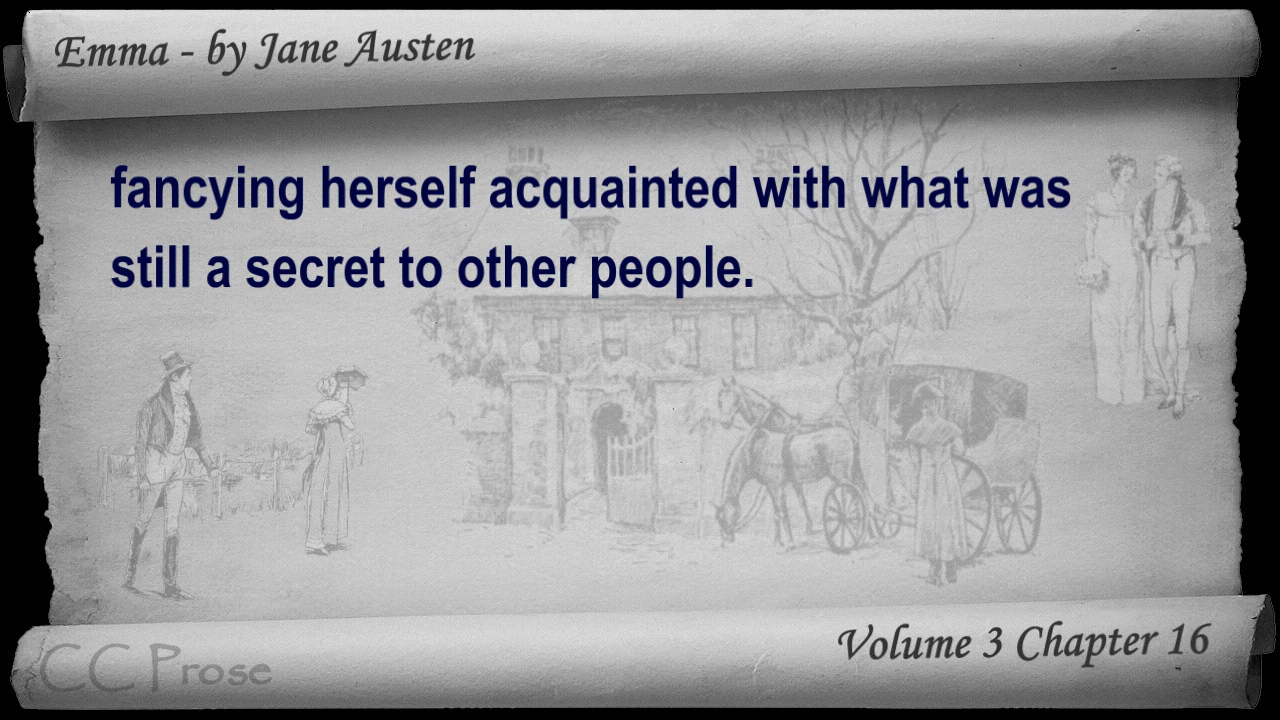 Emma - by Jane Austen
fancying herself acquainted with what was
still a secret to other people.
Volume 3 Chapter 16
CC Prose